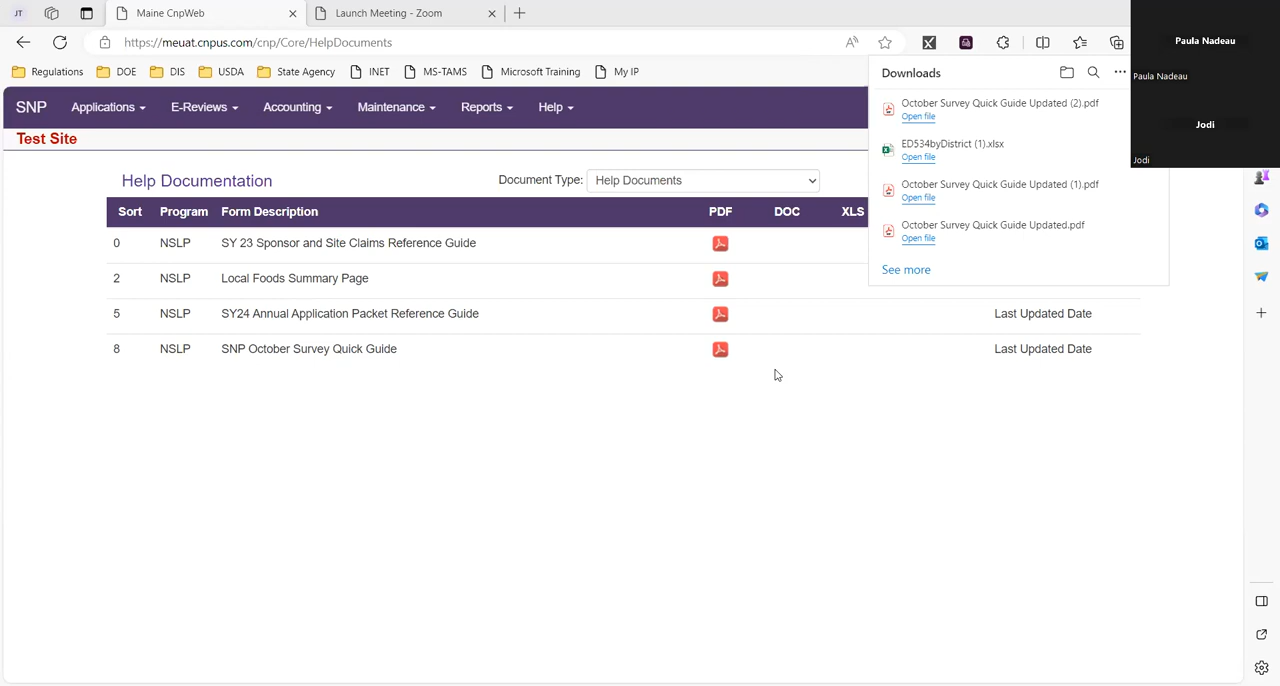 JT
Maine CnpWeb
Launch Meeting - Zoom
https://meuat.cnpus.com/cnp/Core/HelpDocuments
Regulations DOE DIS USDA State Agency INET MS-TAMS Microsoft Training My IP
SNP Applications E-Reviews Accounting Maintenance Reports Help
Test Site
Help Documentation
Document Type: Help Documents
Sort Program Form Description PDF DOC XLS
0 NSLP SY 23 Sponsor and Site Claims Reference Guide
2 NSLP Local Foods Summary Page
5 NSLP SY24 Annual Application Packet Reference Guide Last Updated Date
8 NSLP SNP October Survey Quick Guide Last Updated Date
Downloads
October Survey Quick Guide Updated (2).pdf
Open file
ED534byDistrict (1).xlsx
Open file
October Survey Quick Guide Updated (1).pdf
Open file
October Survey Quick Guide Updated.pdf
Open file
See more
Paula Nadeau
Paula Nadeau
Jodi
Jodi